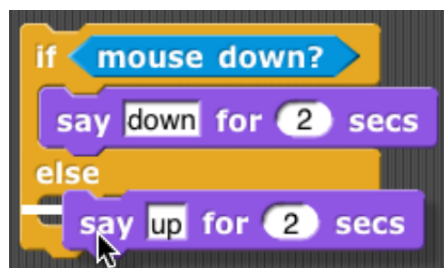 if mouse down?
say down for 2 secs
else
say up for 2 secs